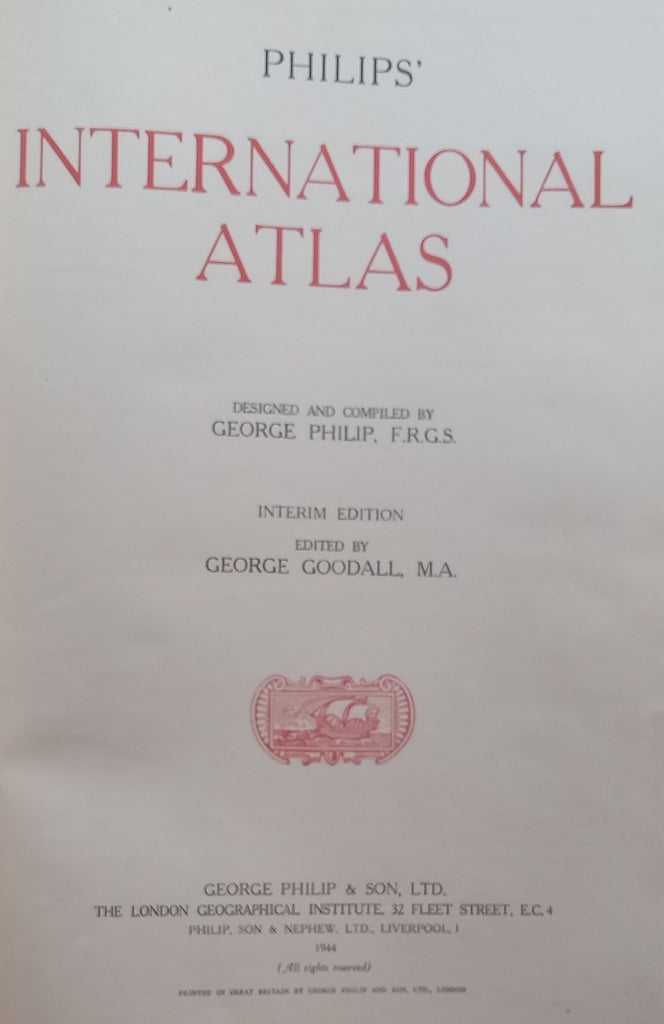 PHILIPS'
INTERNATIONAL
ATLAS
DESIGNED AND COMPILED BY
GEORGE PHILIP, F.R.G.S.
INTERIM EDITION
EDITED BY
GEORGE GOODALL, M.A.
GEORGE PHILIP & SON, LTD.
THE LONDON GEOGRAPHICAL INSTITUTE, 32 FLEET STREET, E.C. 4
PHILIP, SON & NEPHEW, LTD., LIVERPOOL, 1
1944
(All rights reserved)
PRINTED IN GREAT BRITAIN BY GEORGE PHILIP AND SON, LTD., LONDON